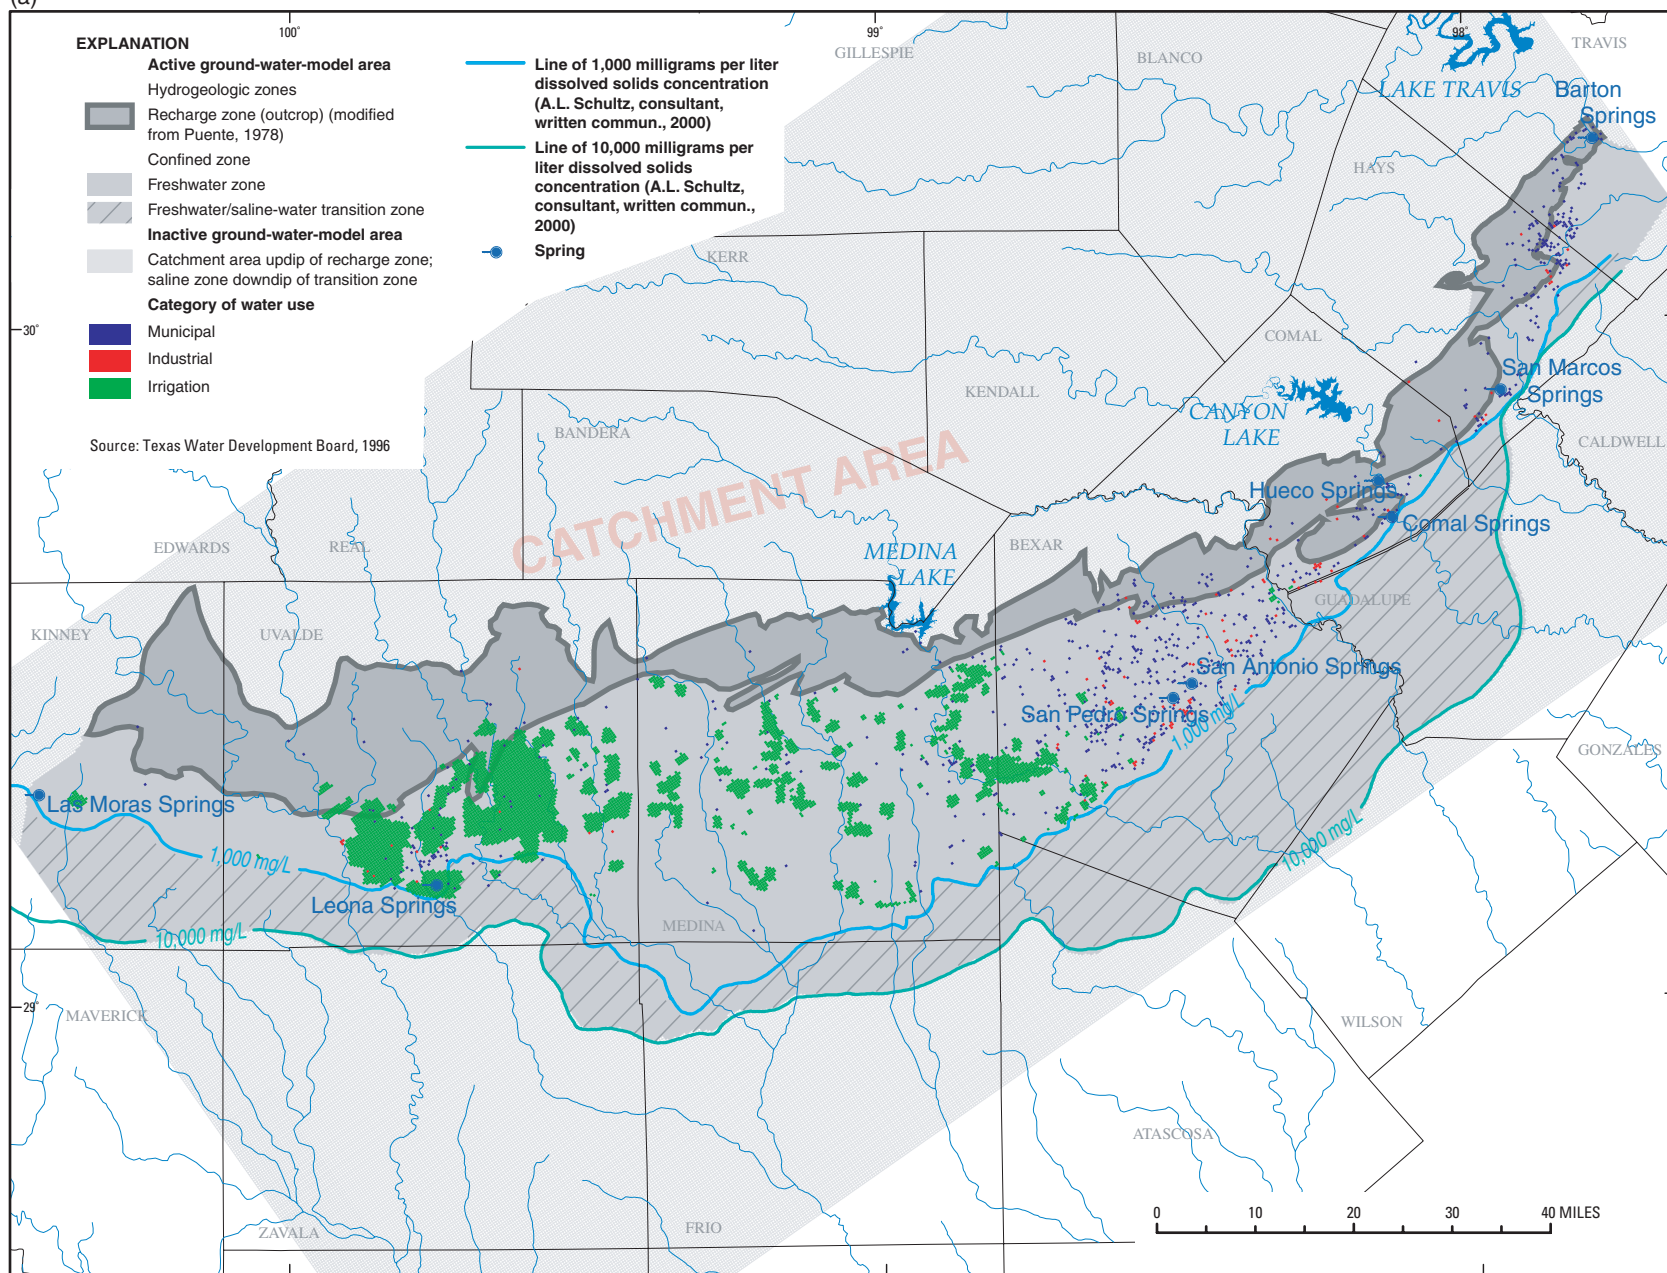 (a)
100°
99°
98°
EXPLANATION
Active ground-water-model area
Hydrogeologic zones
Recharge zone (outcrop) (modified
from Puente, 1978)
Confined zone
Freshwater zone
Freshwater/saline-water transition zone
Inactive ground-water-model area
Catchment area updip of recharge zone;
saline zone downdip of transition zone
Category of water use
Municipal
Industrial
Irrigation
Source: Texas Water Development Board, 1996
Line of 1,000 milligrams per liter
dissolved solids concentration
(A.L. Schultz, consultant,
written commun., 2000)
Line of 10,000 milligrams per
liter dissolved solids
concentration (A.L. Schultz,
consultant, written commun.,
2000)
Spring
GILLESPIE
BLANCO
TRAVIS
LAKE TRAVIS
Barton
Springs
HAYS
KERR
30°
COMAL
San Marcos
Springs
KENDALL
CANYON
LAKE
BANDERA
CALDWELL
CATCHMENT AREA
Hueco Springs
Comal Springs
EDWARDS
REAL
MEDINA
LAKE
BEXAR
GUADALUPE
KINNEY
UVALDE
San Antonio Springs
San Pedro Springs
1,000 mg/L
GONZALES
Las Moras Springs
1,000 mg/L
10,000 mg/L
Leona Springs
MEDINA
10,000 mg/L
29°
MAVERICK
WILSON
ATASCOSA
ZAVALA
FRIO
0 10 20 30 40 MILES